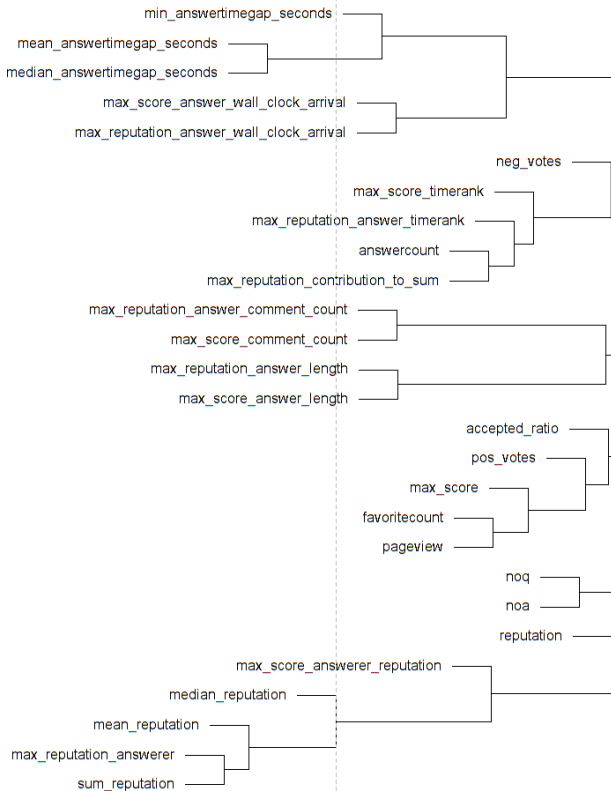 min_answertimegap_seconds
mean_answertimegap_seconds
median_answertimegap_seconds
max_score_answer_wall_clock_arrival
max_reputation_answer_wall_clock_arrival
neg_votes
max_score_timerank
max_reputation_answer_timerank
answercount
max_reputation_contribution_to_sum
max_reputation_answer_comment_count
max_score_comment_count
max_reputation_answer_length
max_score_answer_length
accepted_ratio
pos_votes
max_score
favoritecount
pageview
noq
noa
reputation
max_score_answerer_reputation
median_reputation
mean_reputation
max_reputation_answerer
sum_reputation